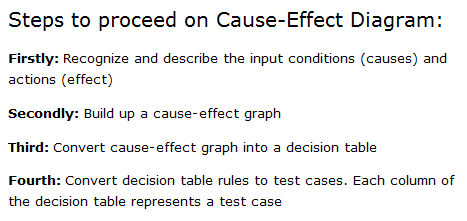 Steps to proceed on Cause-Effect Diagram:
Firstly: Recognize and describe the input conditions (causes) and
actions (effect)
Secondly: Build up a cause-effect graph
Third: Convert cause-effect graph into a decision table
Fourth: Convert decision table rules to test cases. Each column of
the decision table represents a test case